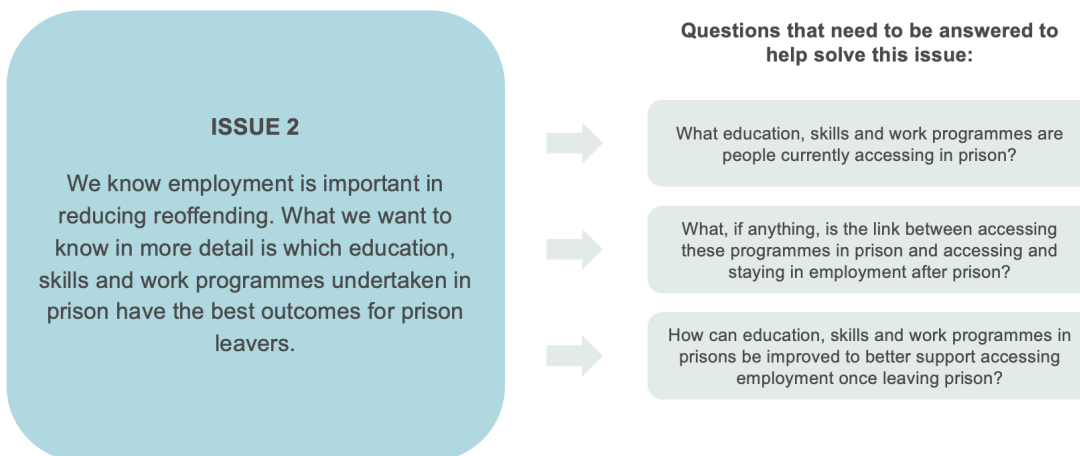 ISSUE 2
We know employment is important in
reducing reoffending. What we want to
know in more detail is which education,
skills and work programmes undertaken in
prison have the best outcomes for prison
leavers.
Questions that need to be answered to
help solve this issue:
What education, skills and work programmes are
people currently accessing in prison?
What, if anything, is the link between accessing
these programmes in prison and accessing and
staying in employment after prison?
How can education, skills and work programmes in
prisons be improved to better support accessing
employment once leaving prison?